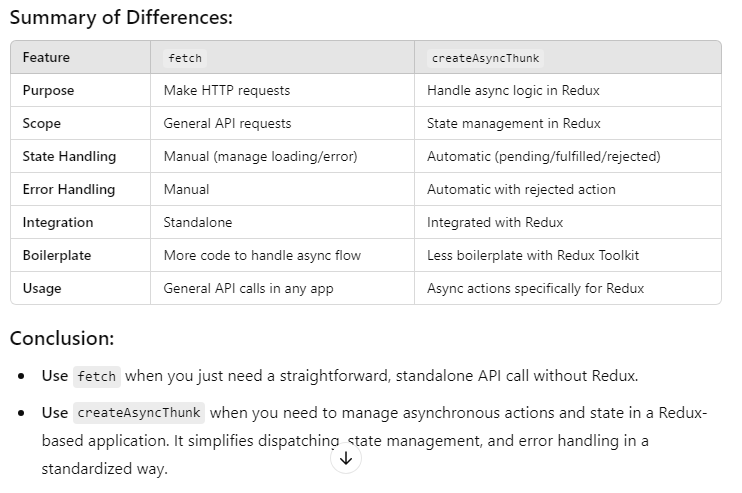 Summary of Differences:
Feature fetch createAsyncThunk
Purpose Make HTTP requests Handle async logic in Redux
Scope General API requests State management in Redux
State Handling Manual (manage loading/error) Automatic (pending/fulfilled/rejected)
Error Handling Manual Automatic with rejected action
Integration Standalone Integrated with Redux
Boilerplate More code to handle async flow Less boilerplate with Redux Toolkit
Usage General API calls in any app Async actions specifically for Redux
Conclusion:
• Use fetch when you just need a straightforward, standalone API call without Redux.
• Use createAsyncThunk when you need to manage asynchronous actions and state in a Redux-
based application. It simplifies dispatching, state management, and error handling in a
standardized way.